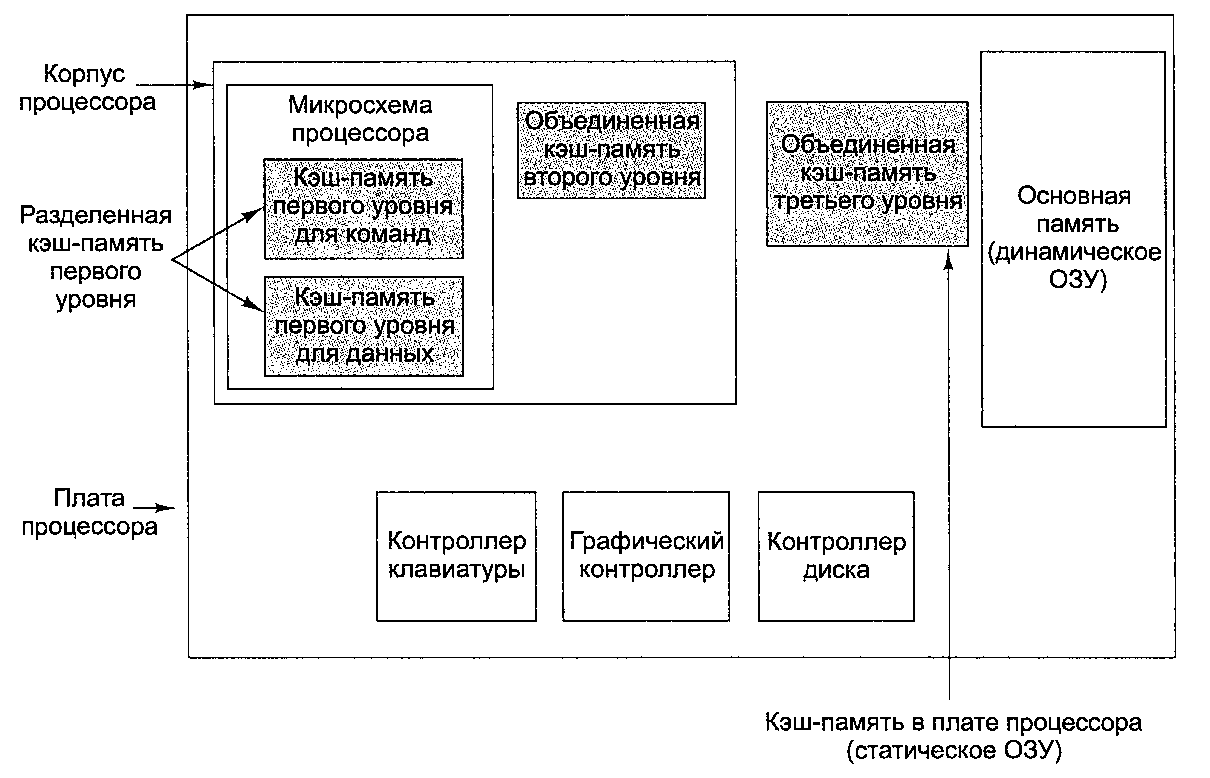 Корпус
процессора
Микросхема
процессора
Кэш-память
первого уровня
для команд
Кэш-память
первого уровня
для данных
Разделенная
кэш-память
первого
уровня
Объединенная
кэш-память
второго уровня
Объединенная
кэш-память
третьего уровня
Основная
память
(динамическое
ОЗУ)
Плата
процессора
Контроллер
клавиатуры
Графический
контроллер
Контроллер
диска
Кэш-память в плате процессора
(статическое ОЗУ)